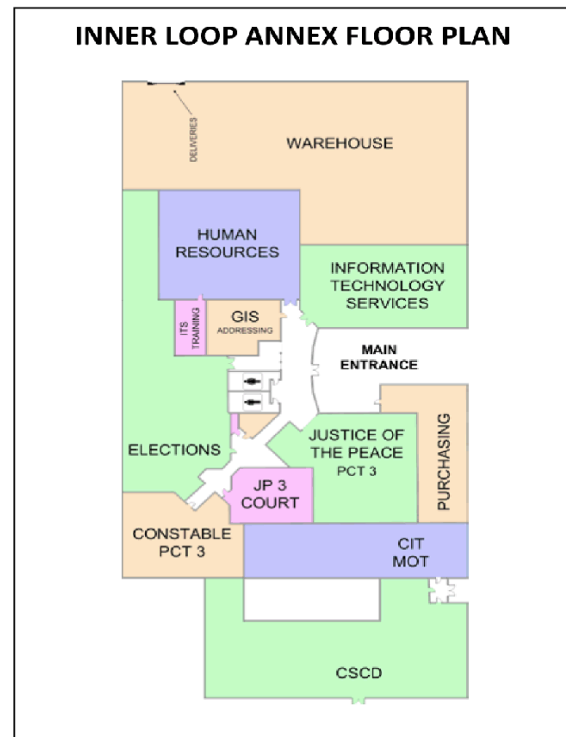 INNER LOOP ANNEX FLOOR PLAN
DELIVERIES
WAREHOUSE
HUMAN
RESOURCES
INFORMATION
TECHNOLOGY
SERVICES
ITS
TRAINING
GIS
ADDRESSING
MAIN
ENTRANCE
ELECTIONS
JUSTICE OF
THE PEACE
PCT 3
PURCHASING
JP 3
COURT
CONSTABLE
PCT 3
CIT
MOT
CSCD